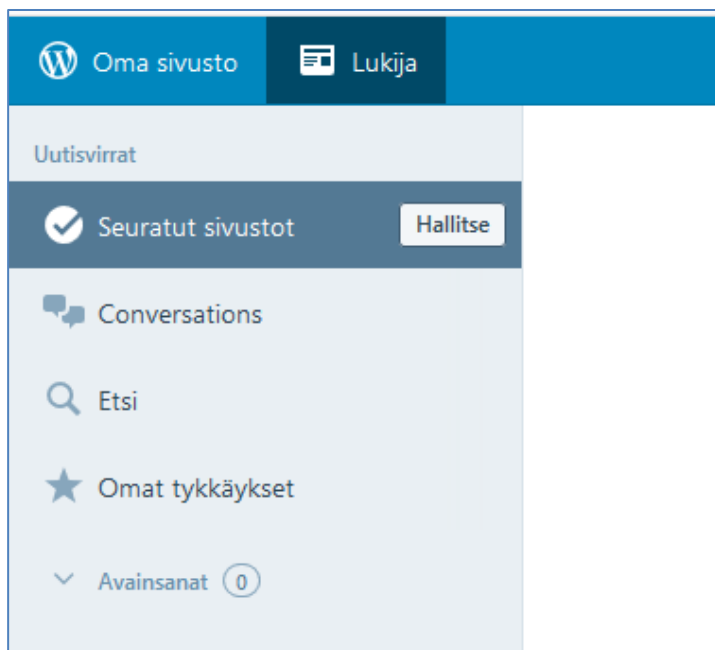 Oma sivusto Lukija
Uutisvirrat
Seuratut sivustot Hallitse
Conversations
Etsi
Omat tykkäykset
Avainsanat 0